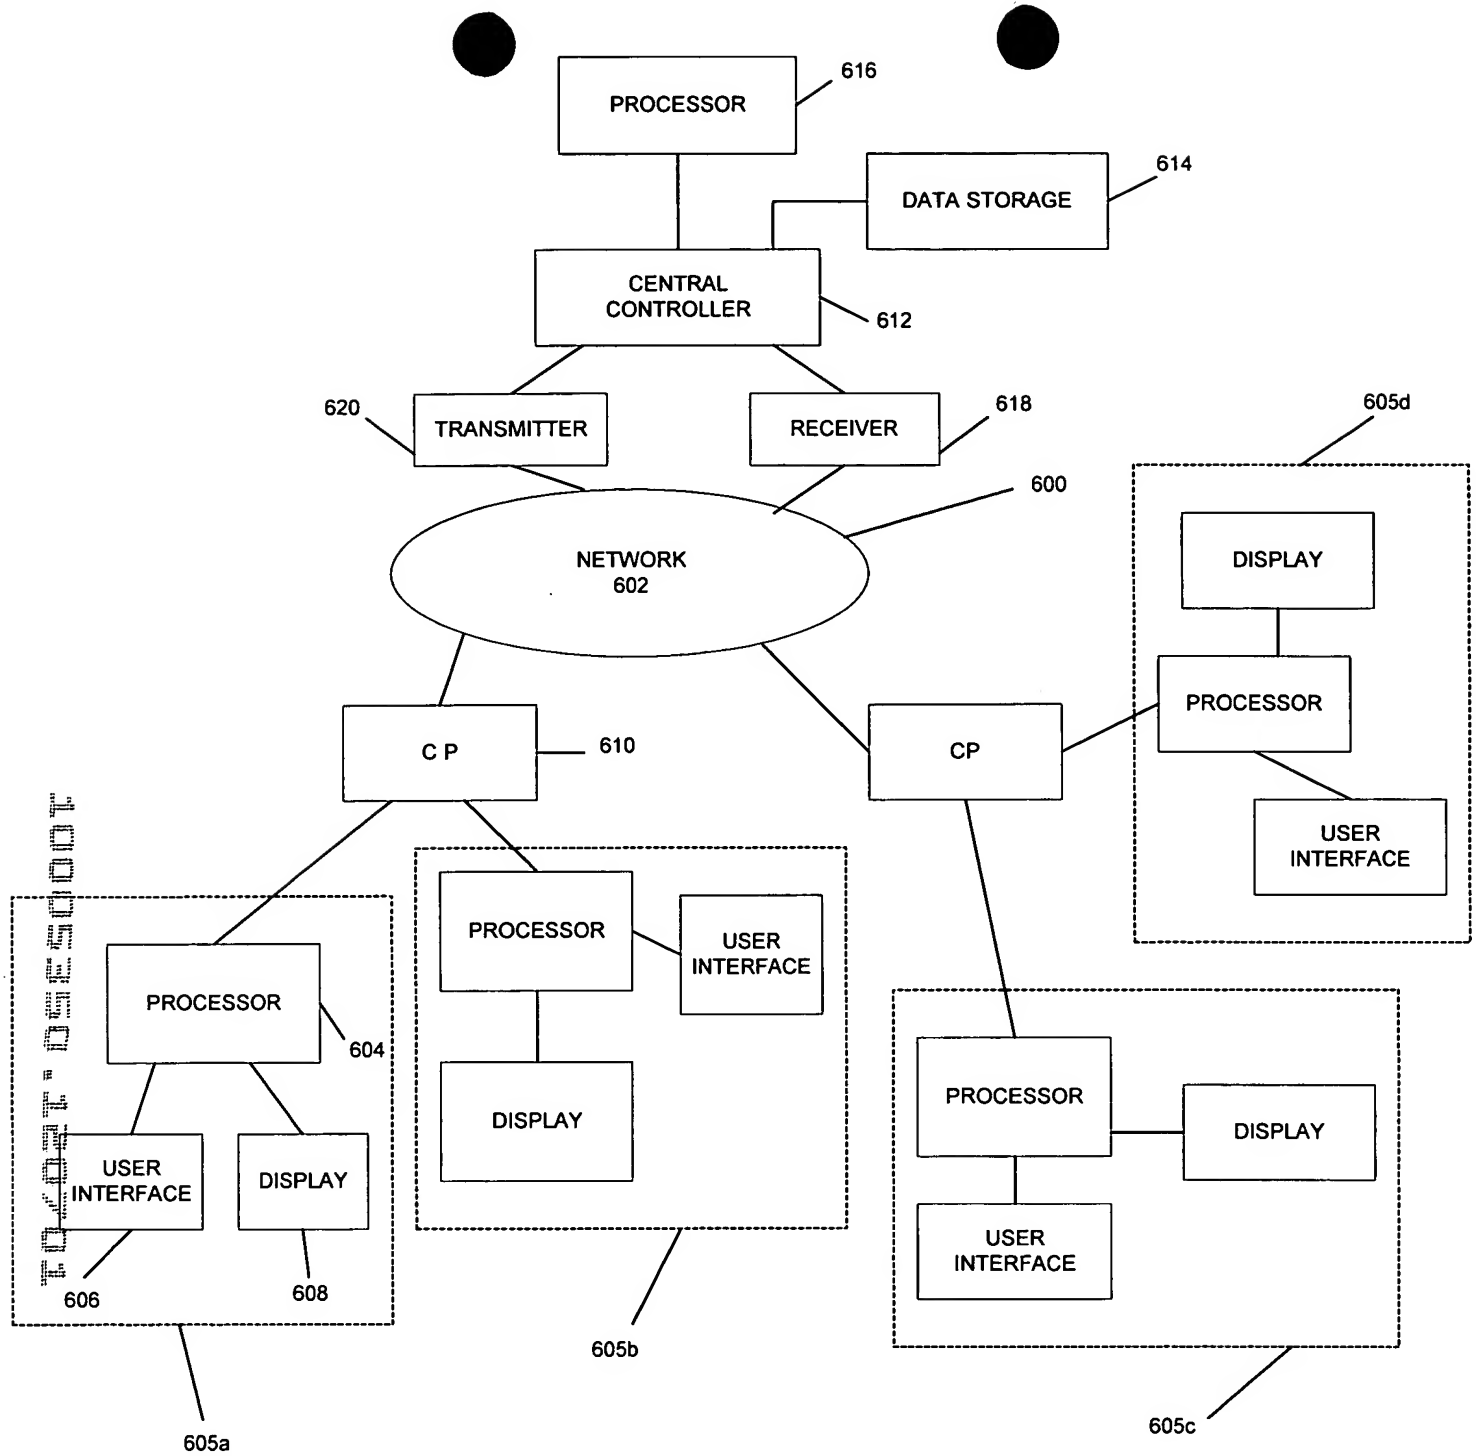 616
PROCESSOR
614
DATA STORAGE
CENTRAL
CONTROLLER
612
620
TRANSMITTER
RECEIVER
618
605d
600
NETWORK
602
DISPLAY
PROCESSOR
USER
INTERFACE
C P
610
CP
PROCESSOR
USER
INTERFACE
DISPLAY
PROCESSOR
604
USER
INTERFACE
DISPLAY
606
608
605a
605b
PROCESSOR
DISPLAY
USER
INTERFACE
605c